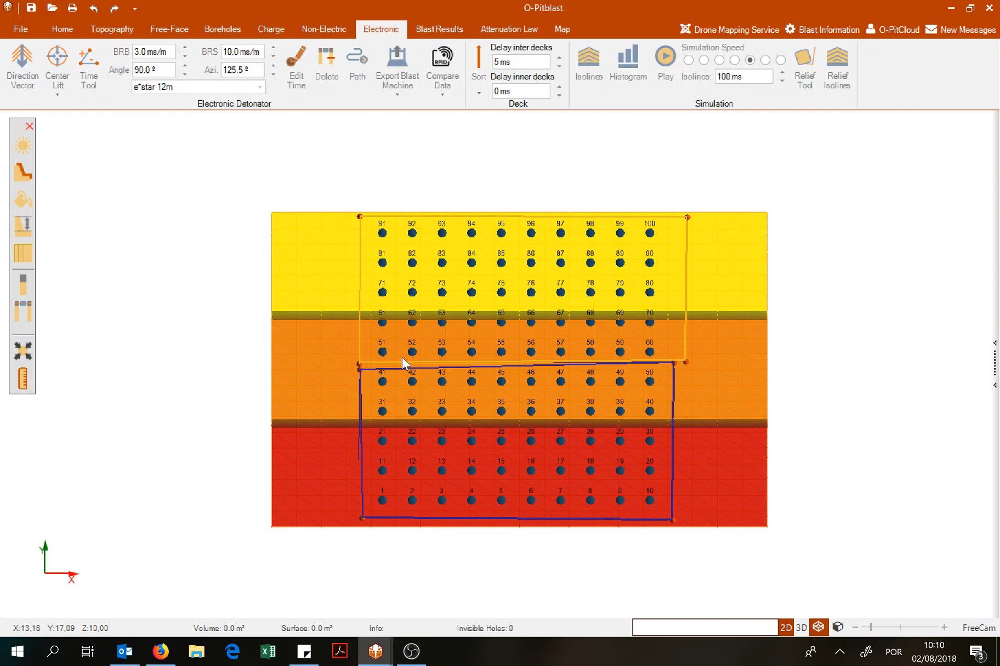 O-Pitblast
File Home Topography Free-Face Boreholes Charge Non-Electric Electronic Blast Results Attenuation Law Map Drone Mapping Service Blast Information O-PitCloud New Messages
Direction Vector
Center Lift
Time Tool
BRB 3.0 ms/m BRS 10.0 ms/m
Angle 90.0 º Azi. 125.5 º
e*star 12m
Edit Time
Delete
Path
Export Blast Machine
Compare Data
RFID
Electronic Detonator
Sort
Delay inter decks
5 ms
Delay inner decks
0 ms
Deck
Isolines
Histogram
Play
Simulation Speed
Isolines: 100 ms
Relief Tool
Relief Isolines
Simulation
91 92 93 94 95 96 97 98 99 100
81 82 83 84 85 86 87 88 89 90
71 72 73 74 75 76 77 78 79 80
61 62 63 64 65 66 67 68 69 70
51 52 53 54 55 56 57 58 59 60
41 42 43 44 45 46 47 48 49 50
31 32 33 34 35 36 37 38 39 40
21 22 23 24 25 26 27 28 29 30
11 12 13 14 15 16 17 18 19 20
1 2 3 4 5 6 7 8 9 10
Y
X
X:13,18 Y:17,09 Z:10,00 Volume: 0.0 m³ Surface: 0.0 m² Info: Invisible Holes: 0 2D 3D FreeCam
POR
10:10
02/08/2018
3